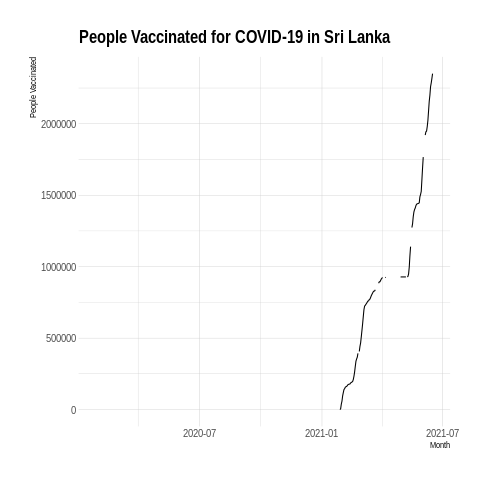 People Vaccinated for COVID-19 in Sri Lanka
People Vaccinated
2000000
1500000
1000000
500000
0
2020-07
2021-01
2021-07
Month